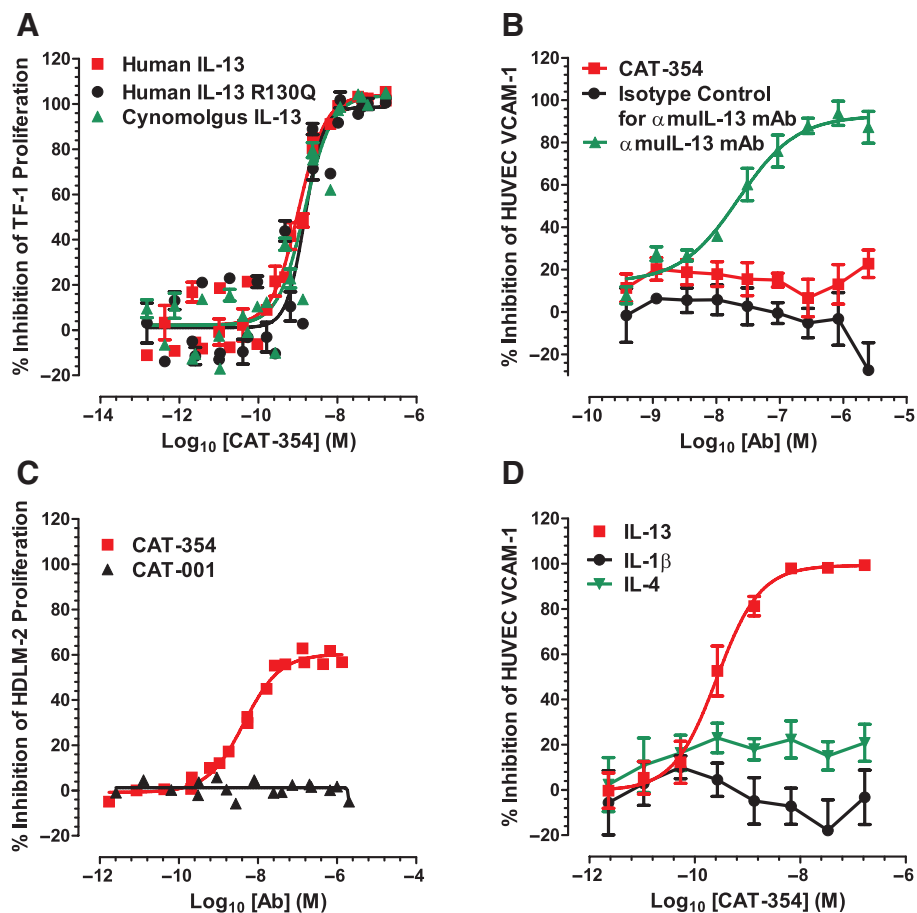 A
120
100
80
60
40
20
0
−20
% Inhibition of TF-1 Proliferation
Human IL-13
Human IL-13 R130Q
Cynomolgus IL-13
−14
−12
−10
−8
−6
Log10 [CAT-354] (M)
B
120
100
80
60
40
20
0
−20
% Inhibition of HUVEC VCAM-1
CAT-354
Isotype Control
for αmuIL-13 mAb
αmuIL-13 mAb
−10
−9
−8
−7
−6
−5
Log10 [Ab] (M)
C
120
100
80
60
40
20
0
−20
% Inhibition of HDLM-2 Proliferation
CAT-354
CAT-001
−12
−10
−8
−6
−4
Log10 [Ab] (M)
D
120
100
80
60
40
20
0
−20
% Inhibition of HUVEC VCAM-1
IL-13
IL-1β
IL-4
−12
−10
−8
−6
Log10 [CAT-354] (M)